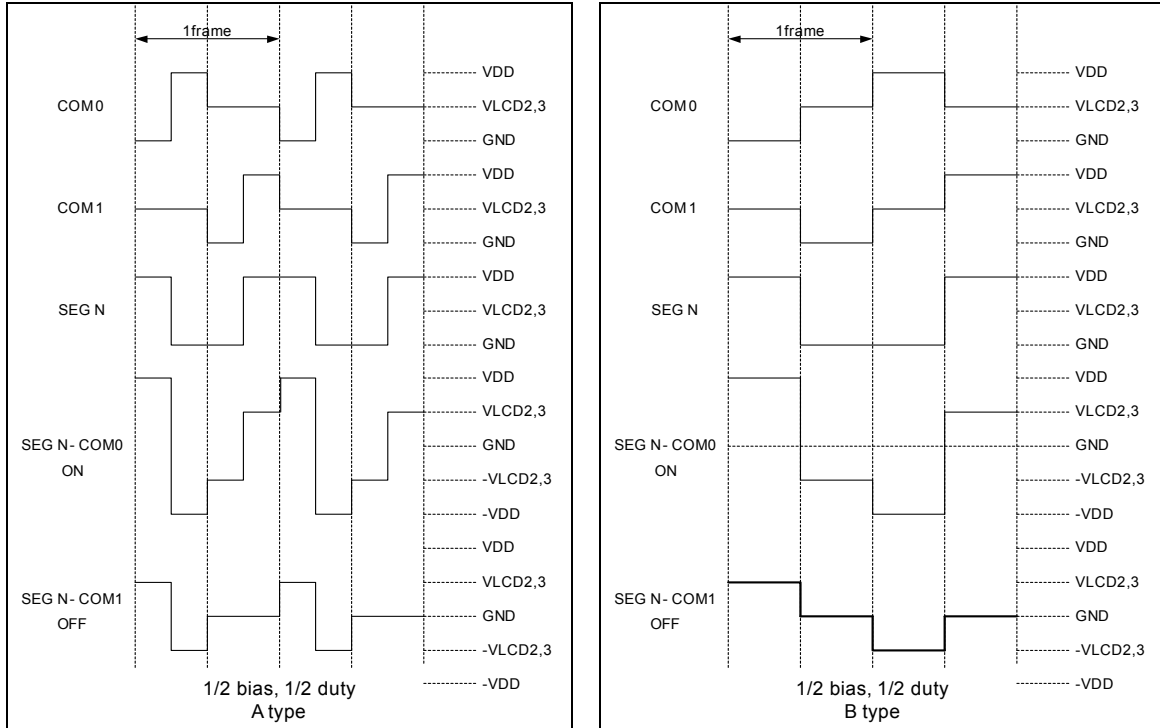 1frame
COM0
VDD
VLCD2,3
GND
COM1
VDD
VLCD2,3
GND
SEG N
VDD
VLCD2,3
GND
SEG N - COM0
ON
VDD
VLCD2,3
GND
-VLCD2,3
-VDD
SEG N - COM1
OFF
VDD
VLCD2,3
GND
-VLCD2,3
-VDD
1/2 bias, 1/2 duty
A type
1frame
COM0
VDD
VLCD2,3
GND
COM1
VDD
VLCD2,3
GND
SEG N
VDD
VLCD2,3
GND
SEG N - COM0
ON
VDD
VLCD2,3
GND
-VLCD2,3
-VDD
SEG N - COM1
OFF
VDD
VLCD2,3
GND
-VLCD2,3
-VDD
1/2 bias, 1/2 duty
B type